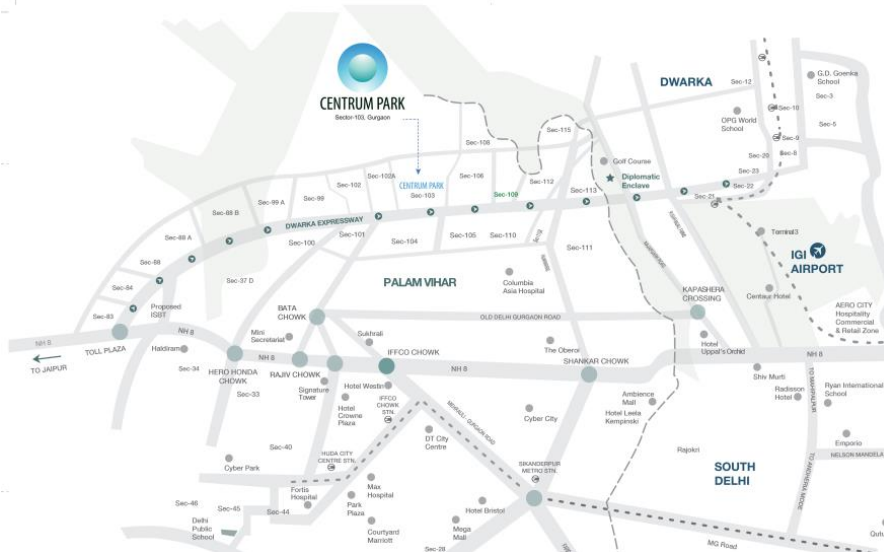 CENTRUM PARK
Sector-103, Gurgaon
DWARKA
Sec-12
G.D. Goenka
School
Sec-3
Sec-10
OPG World
School
Sec-5
Sec-9
Sec-8
Sec-20
Sec-23
Sec-22
Sec-21
Sec-115
Sec-108
Golf Course
Diplomatic
Enclave
Sec-113
Sec-112
Sec-109
Sec-106
CENTRUM PARK
Sec-103
Sec-102A
Sec-102
Sec-99
Sec-99 A
Sec-88 B
Sec-88 A
Sec-88
Sec-84
Sec-83
DWARKA EXPRESSWAY
Sec-100
Sec-101
Sec-104
Sec-105
Sec-110
Sec-111
Sec-37 D
Terminal3
IGI
AIRPORT
Centaur Hotel
AERO CITY
Hospitality
Commercial
& Retail Zone
PALAM VIHAR
Columbia
Asia Hospital
KAPASHERA
CROSSING
Proposed
ISBT
BATA
CHOWK
OLD DELHI GURGAON ROAD
Hotel
Uppal's Orchid
NH 8
TOLL PLAZA
TO JAIPUR
NH 8
Haldiram
Sec-34
HERO HONDA
CHOWK
NH 8
Mini
Secretariat
RAJIV CHOWK
Sukhrali
IFFCO CHOWK
NH 8
The Oberoi
SHANKAR CHOWK
NH 8
Shiv Murti
Radisson
Hotel
TO MAHIPALPUR
Ryan International
School
Emporio
NELSON MANDELA
TO ANDHERIA MODE
Sec-33
Signature
Tower
Hotel Westin
Hotel
Crowne
Plaza
IFFCO
CHOWK
STN.
MEHRAULI - GURGAON ROAD
Cyber City
Ambience
Mall
Hotel Leela
Kempinski
Rajokri
SOUTH
DELHI
DT City
Centre
Sec-40
HUDA CITY
CENTRE STN.
Cyber Park
SIKANDERPUR
METRO STN.
Fortis
Hospital
Max
Hospital
Park
Plaza
Hotel Bristol
Sec-46
Sec-45
Sec-44
Delhi
Public
School
Courtyard
Marriott
Mega
Mall
Sec-28
MG Road